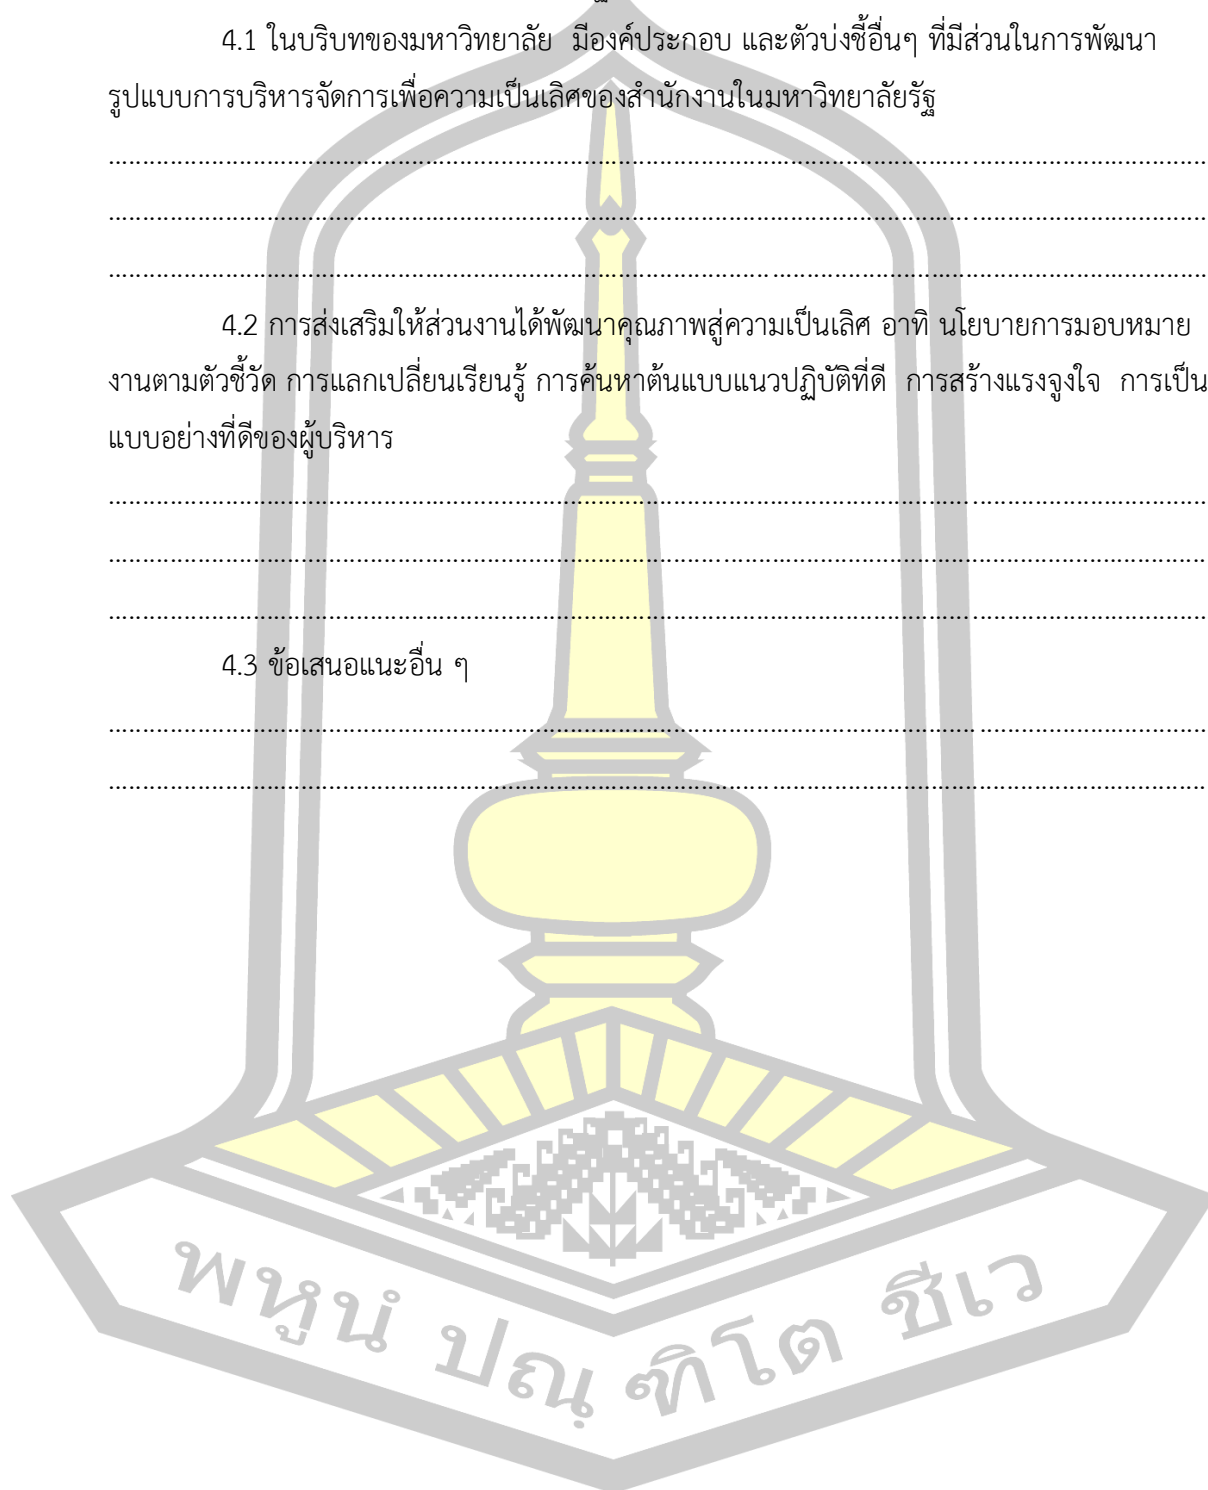 4.1 ในบริบทของมหาวิทยาลัย มีองค์ประกอบ และตัวบ่งชี้อื่นๆ ที่มีส่วนในการพัฒนา
รูปแบบการบริหารจัดการเพื่อความเป็นเลิศของสำนักงานในมหาวิทยาลัยรัฐ
................................................................................................................................................................
................................................................................................................................................................
................................................................................................................................................................
4.2 การส่งเสริมให้ส่วนงานได้พัฒนาคุณภาพสู่ความเป็นเลิศ อาทิ นโยบายการมอบหมาย
งานตามตัวชี้วัด การแลกเปลี่ยนเรียนรู้ การค้นหาต้นแบบแนวปฏิบัติที่ดี การสร้างแรงจูงใจ การเป็น
แบบอย่างที่ดีของผู้บริหาร
................................................................................................................................................................
................................................................................................................................................................
................................................................................................................................................................
4.3 ข้อเสนอแนะอื่น ๆ
................................................................................................................................................................
................................................................................................................................................................
พหูนํ ปณฺฑิโต ชีเว